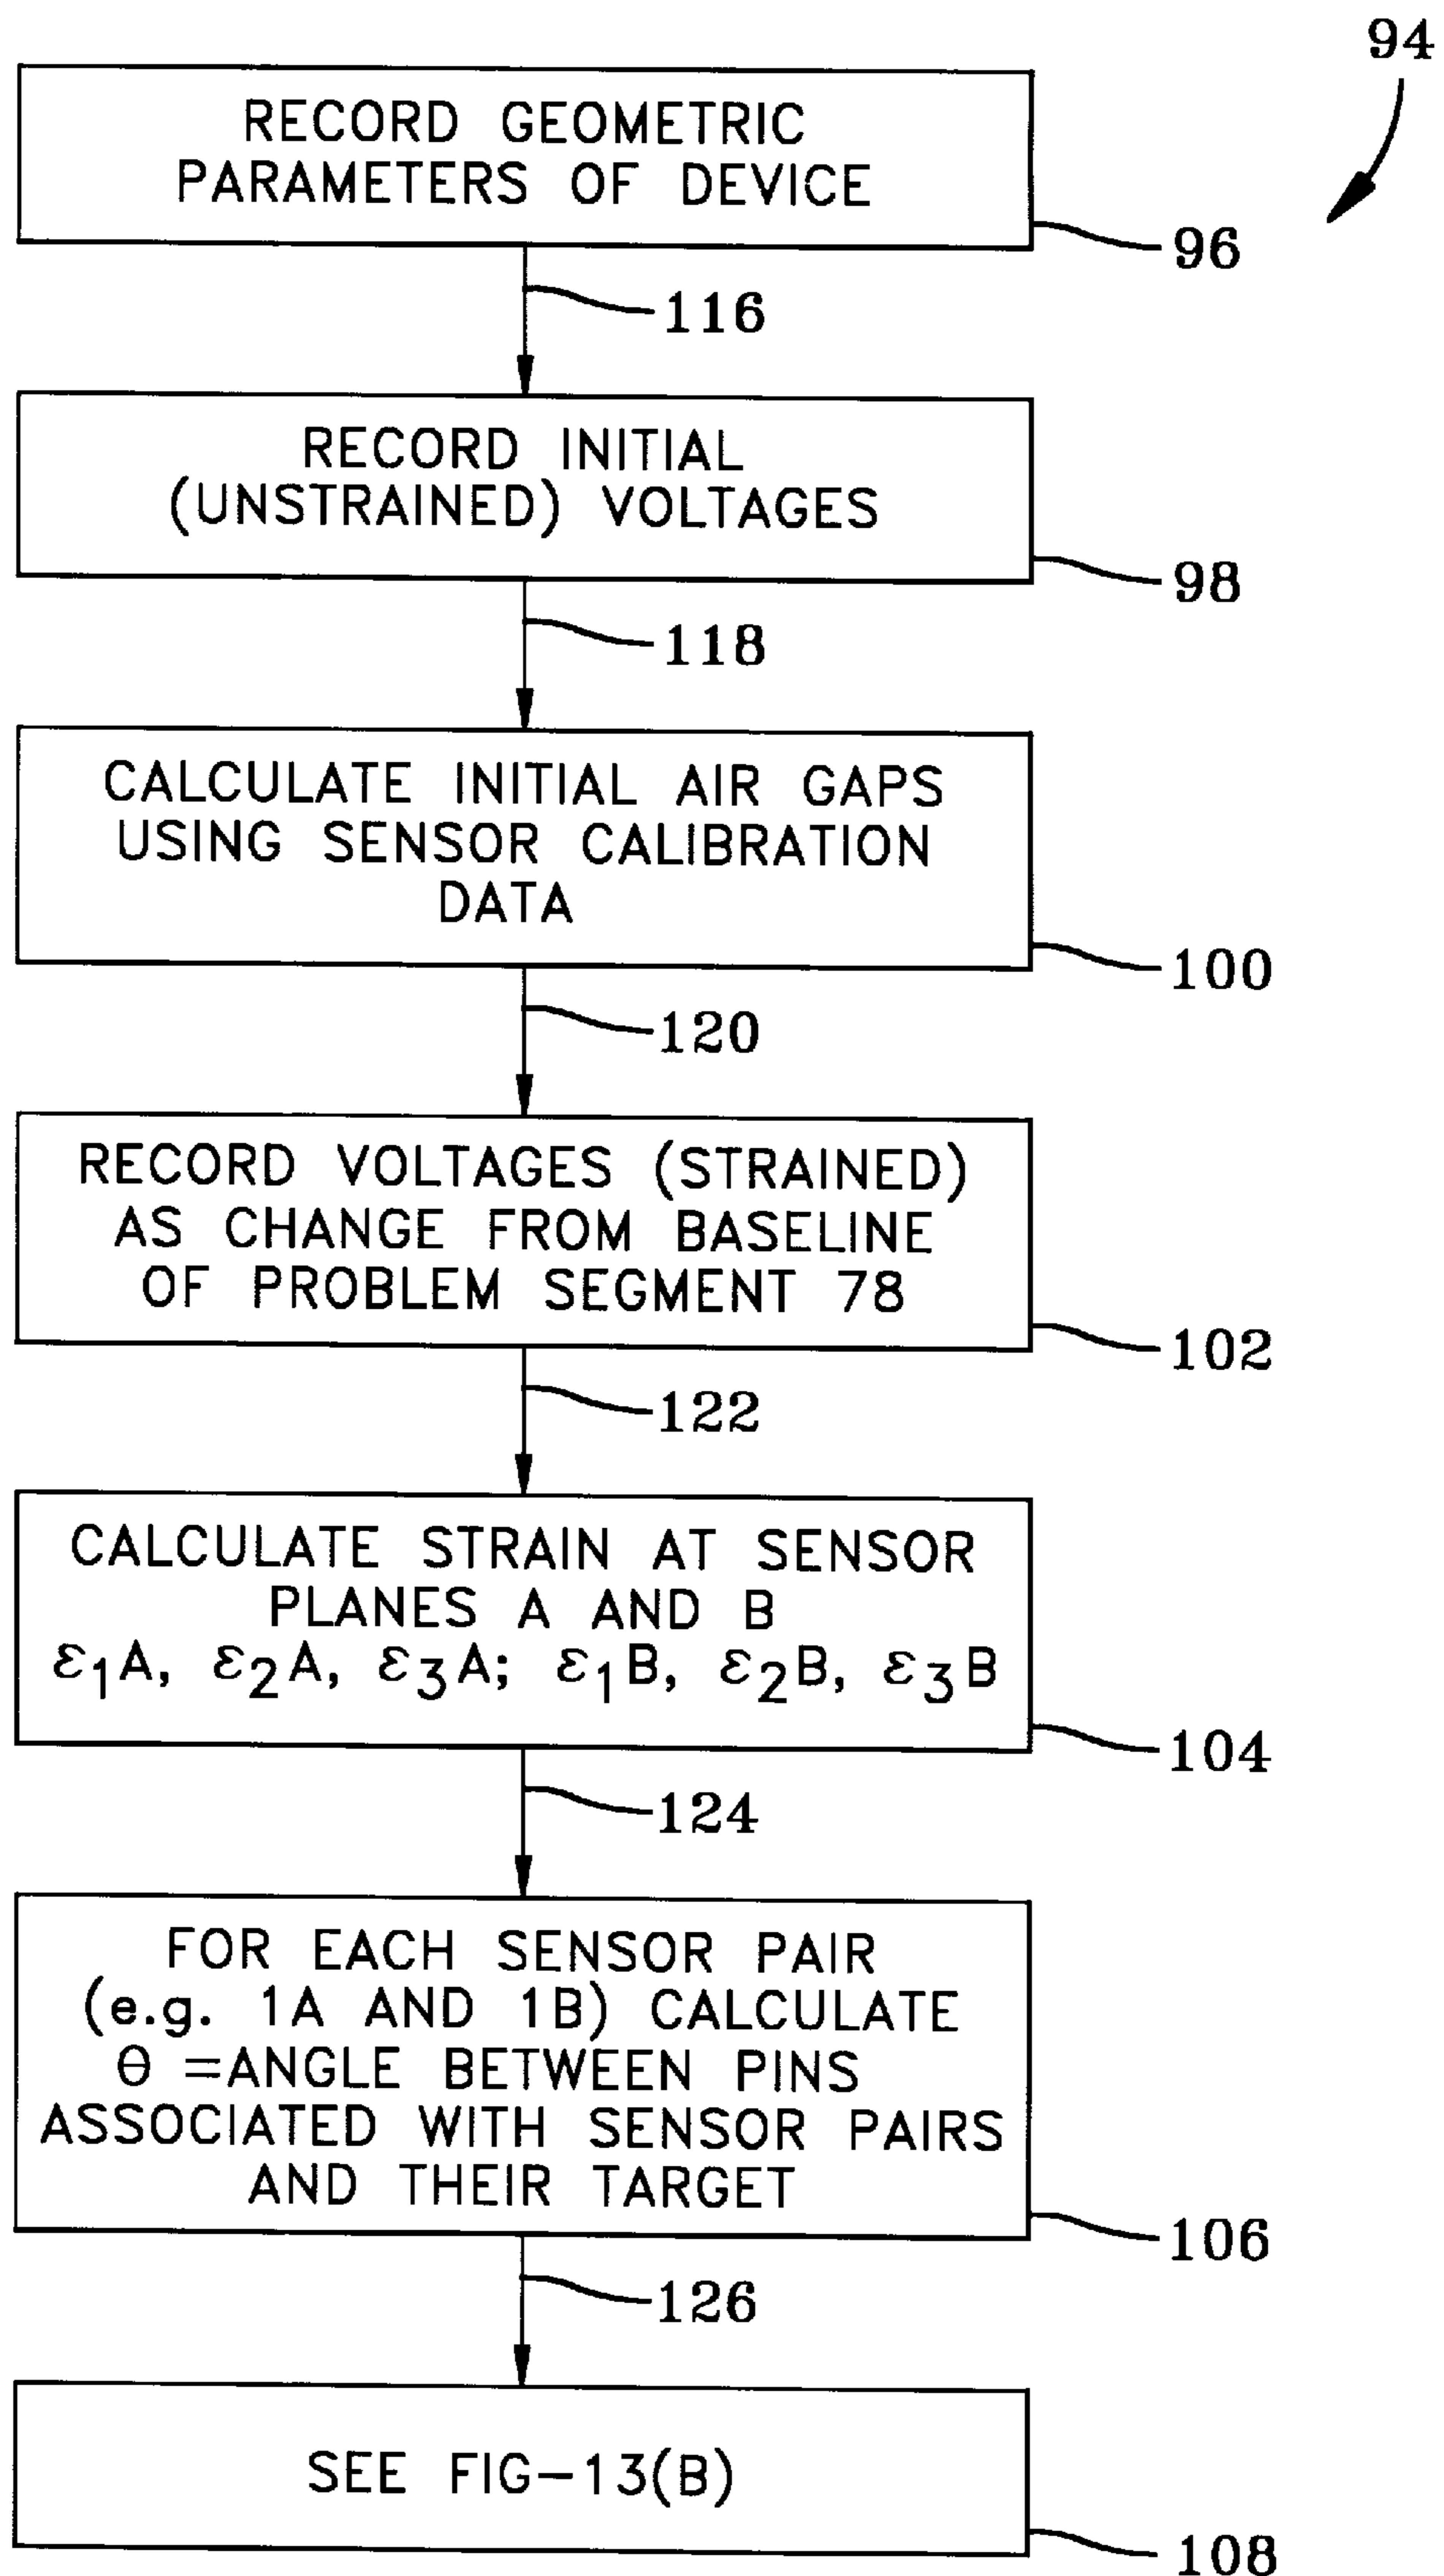 94
RECORD GEOMETRIC
PARAMETERS OF DEVICE
96
116
RECORD INITIAL
(UNSTRAINED) VOLTAGES
98
118
CALCULATE INITIAL AIR GAPS
USING SENSOR CALIBRATION
DATA
100
120
RECORD VOLTAGES (STRAINED)
AS CHANGE FROM BASELINE
OF PROBLEM SEGMENT 78
102
122
CALCULATE STRAIN AT SENSOR
PLANES A AND B
ε₁A, ε₂A, ε₃A; ε₁B, ε₂B, ε₃B
104
124
FOR EACH SENSOR PAIR
(e.g. 1A AND 1B) CALCULATE
θ =ANGLE BETWEEN PINS
ASSOCIATED WITH SENSOR PAIRS
AND THEIR TARGET
106
126
SEE FIG-13(B)
108